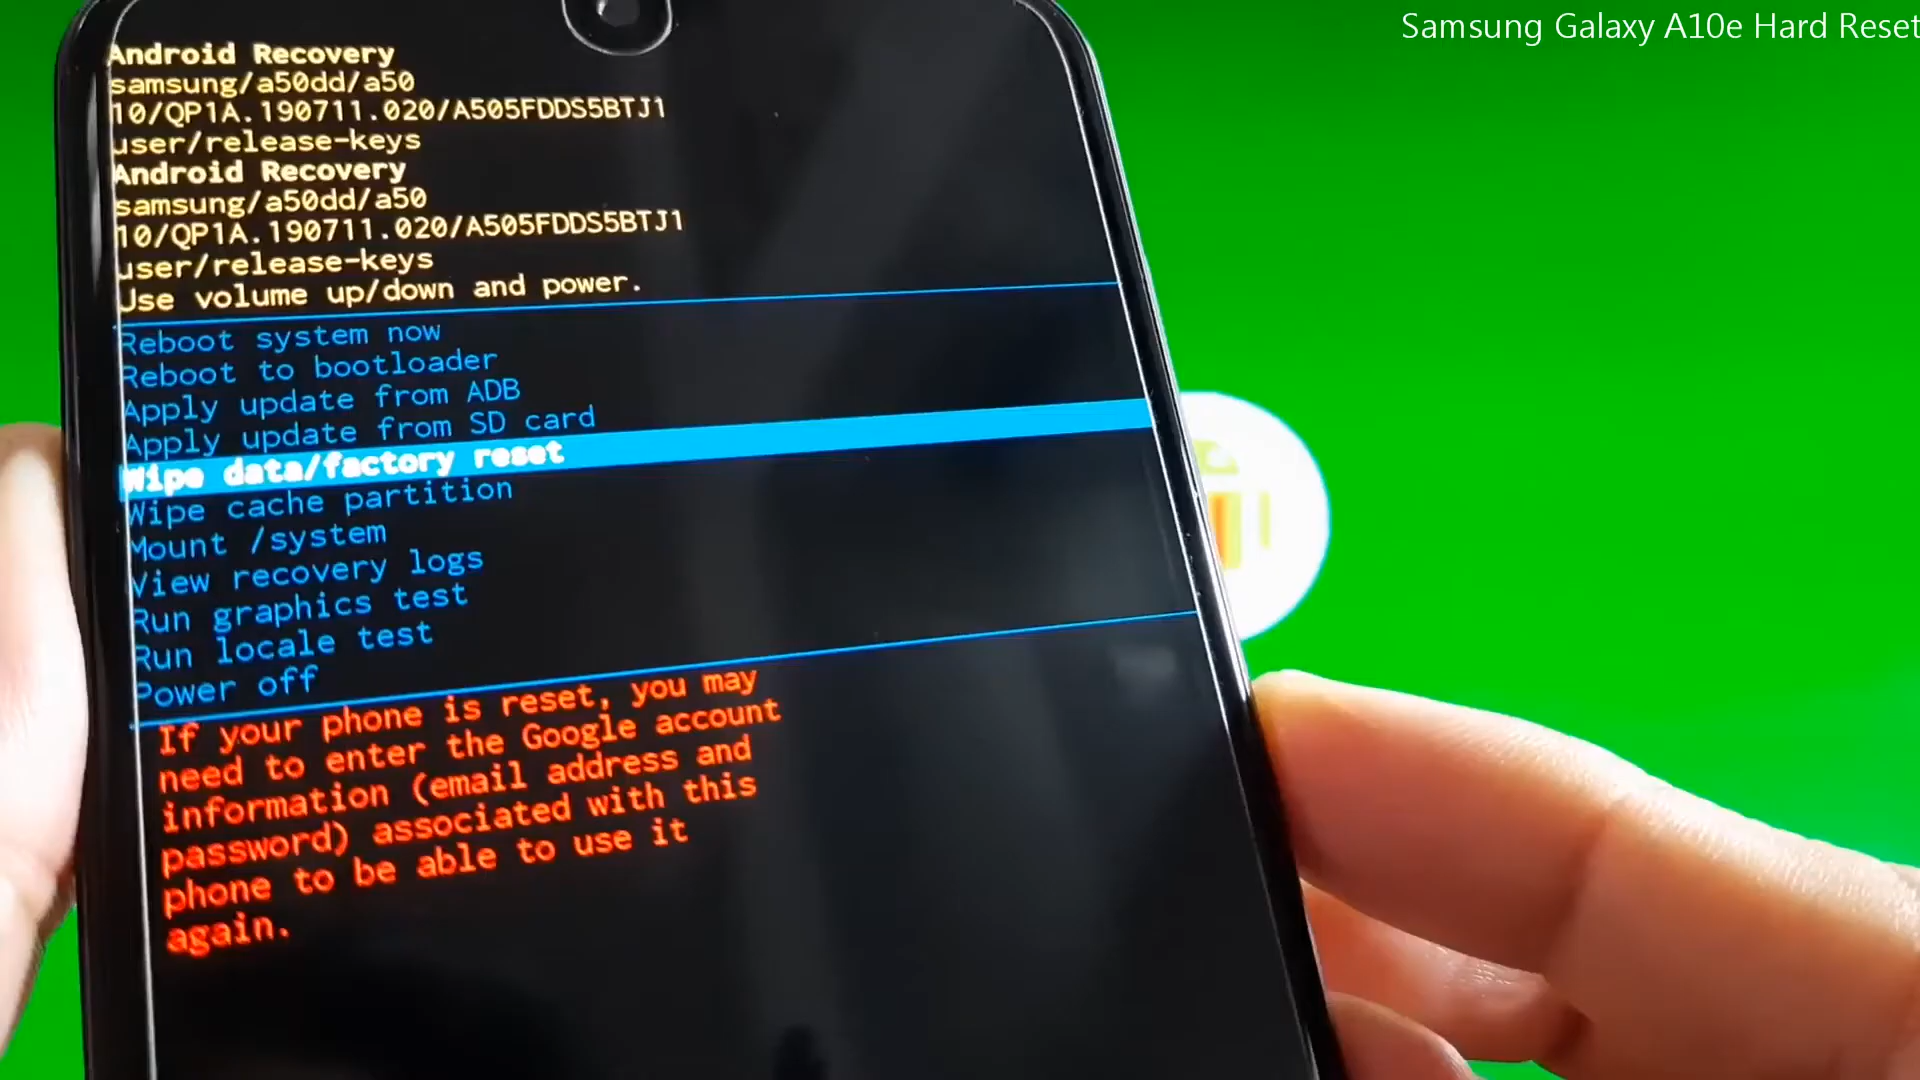 Samsung Galaxy A10e Hard Reset
Android Recovery
samsung/a50dd/a50
10/QP1A.190711.020/A505FDDS5BTJ1
user/release-keys
Android Recovery
samsung/a50dd/a50
10/QP1A.190711.020/A505FDDS5BTJ1
user/release-keys
Use volume up/down and power.
Reboot system now
Reboot to bootloader
Apply update from ADB
Apply update from SD card
Wipe data/factory reset
Wipe cache partition
Mount /system
View recovery logs
Run graphics test
Run locale test
Power off
If your phone is reset, you may
need to enter the Google account
information (email address and
password) associated with this
phone to be able to use it
again.